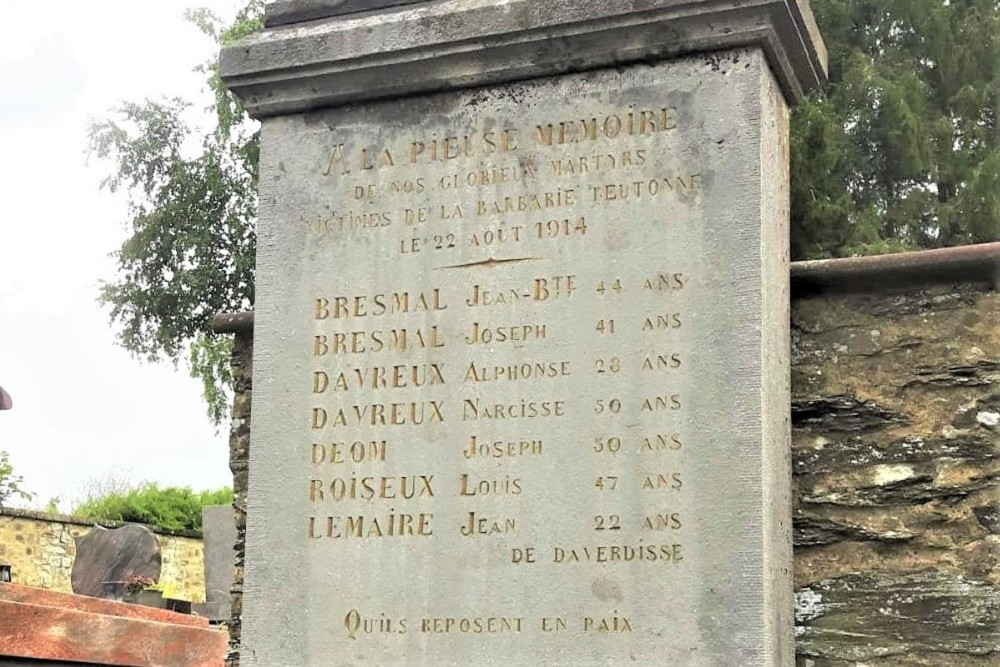 A LA PIEUSE MEMOIRE
DE NOS GLORIEUX MARTYRS
VICTIMES DE LA BARBARIE TEUTONNE
LE 22 AOÛT 1914
BRESMAL JEAN-BTE 44 ANS
BRESMAL JOSEPH 41 ANS
DAVREUX ALPHONSE 28 ANS
DAVREUX NARCISSE 50 ANS
DEOM JOSEPH 50 ANS
ROISEUX LOUIS 47 ANS
LEMAIRE JEAN 22 ANS
DE DAVERDISSE
QU'ILS REPOSENT EN PAIX